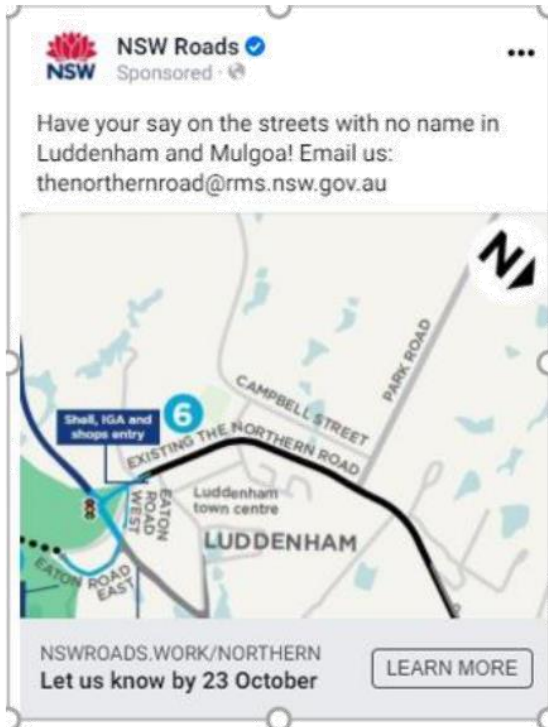 NSW Roads
NSW
Sponsored ·
Have your say on the streets with no name in
Luddenham and Mulgoa! Email us:
thenorthernroad@rms.nsw.gov.au
N
PARK ROAD
CAMPBELL STREET
6
Shell, IGA and
shops entry
EXISTING THE NORTHERN ROAD
EATON
ROAD
WEST
Luddenham
town centre
LUDDENHAM
EATON ROAD
EAST
NSWROADS.WORK/NORTHERN
Let us know by 23 October
LEARN MORE